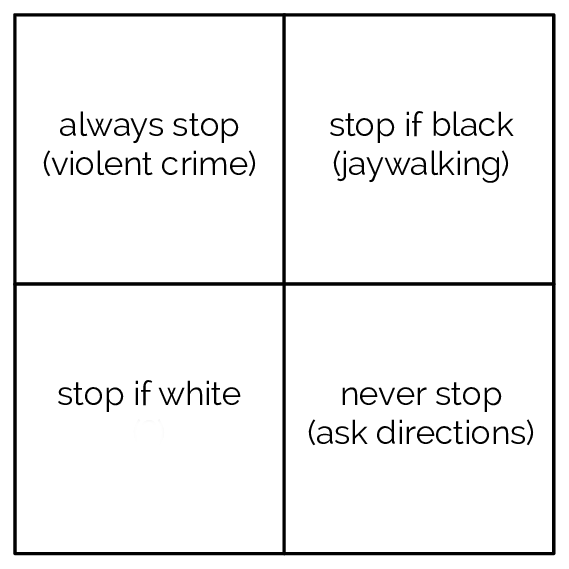 always stop
(violent crime)
stop if black
(jaywalking)
stop if white
never stop
(ask directions)